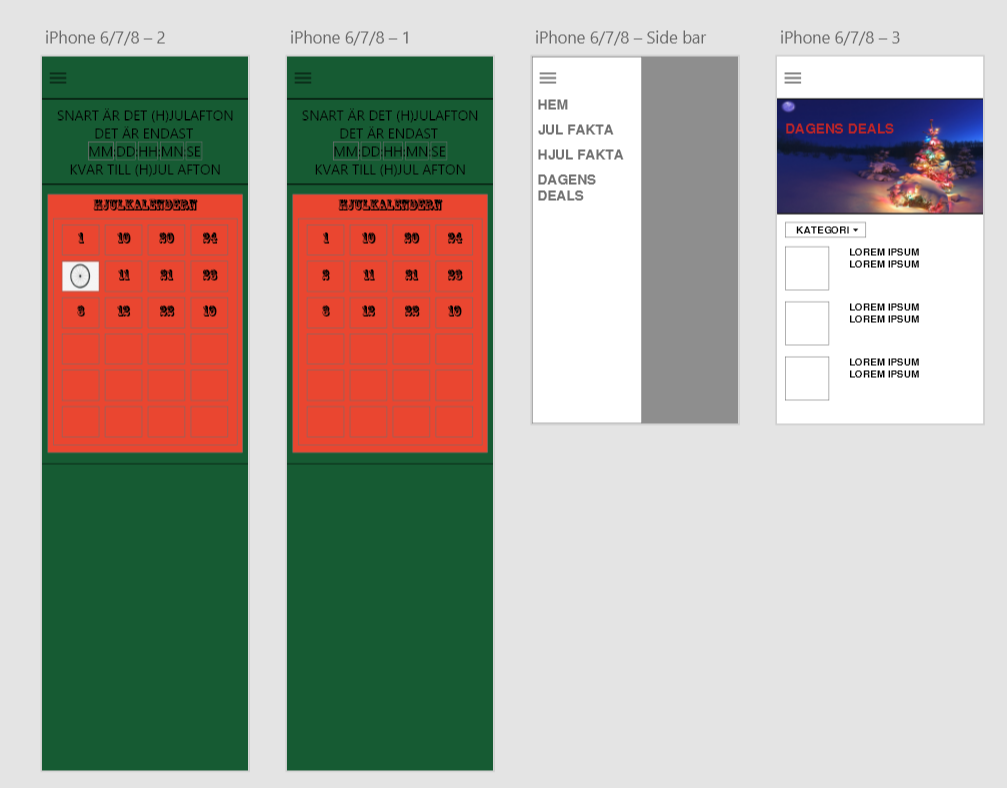 iPhone 6/7/8 – 2
SNART ÄR DET (H)JULAFTON
DET ÄR ENDAST
MM:DD:HH:MN:SE
KVAR TILL (H)JUL AFTON
HJULKALENDERN
1 10 20 24
11 21 23
3 12 22 19
iPhone 6/7/8 – 1
SNART ÄR DET (H)JULAFTON
DET ÄR ENDAST
MM:DD:HH:MN:SE
KVAR TILL (H)JUL AFTON
HJULKALENDERN
1 10 20 24
2 11 21 23
3 12 22 19
iPhone 6/7/8 – Side bar
HEM
JUL FAKTA
HJUL FAKTA
DAGENS
DEALS
iPhone 6/7/8 – 3
DAGENS DEALS
KATEGORI
LOREM IPSUM
LOREM IPSUM
LOREM IPSUM
LOREM IPSUM
LOREM IPSUM
LOREM IPSUM